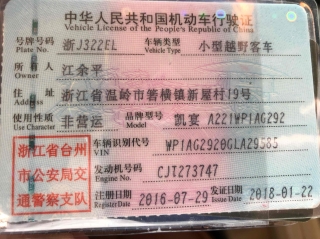 中华人民共和国机动车行驶证
Vehicle License of the People's Republic of China
号牌号码 浙J322EL 车辆类型 小型越野客车
Plate No. Vehicle Type
所有人 江余平
Owner
住址 浙江省温岭市箬横镇新屋村19号
Address
使用性质 非营运 品牌型号 凯宴 A221WP1AG292
Use Character Model
浙江省台州
市公安局交
通警察支队
车辆识别代号 WP1AG2920GLA29585
VIN
发动机号码 CJT273747
Engine No.
注册日期 2016-07-29 发证日期 2018-01-22
Register Date Issue Date